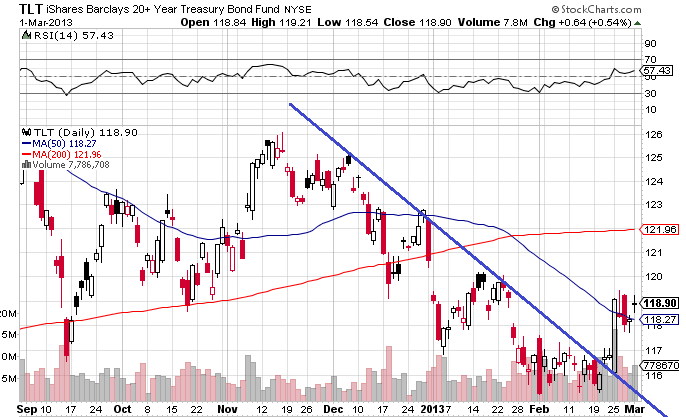 TLT iShares Barclays 20+ Year Treasury Bond Fund NYSE © StockCharts.com
1-Mar-2013 Open 118.84 High 119.21 Low 118.54 Close 118.90 Volume 7.8M Chg +0.64 (+0.54%)
RSI(14) 57.43
90
70
57.43
50
30
10
TLT (Daily) 118.90
MA(50) 118.27
MA(200) 121.96
Volume 7,786,708
126
125
124
123
121.96
121
120
118.90
118.27
118
20M
117
5M
0M
778670
116
5M
Sep 10 17 24 Oct 8 15 22 Nov 12 19 26 Dec 10 17 24 2013 7 14 22 28 Feb 11 19 25 Mar